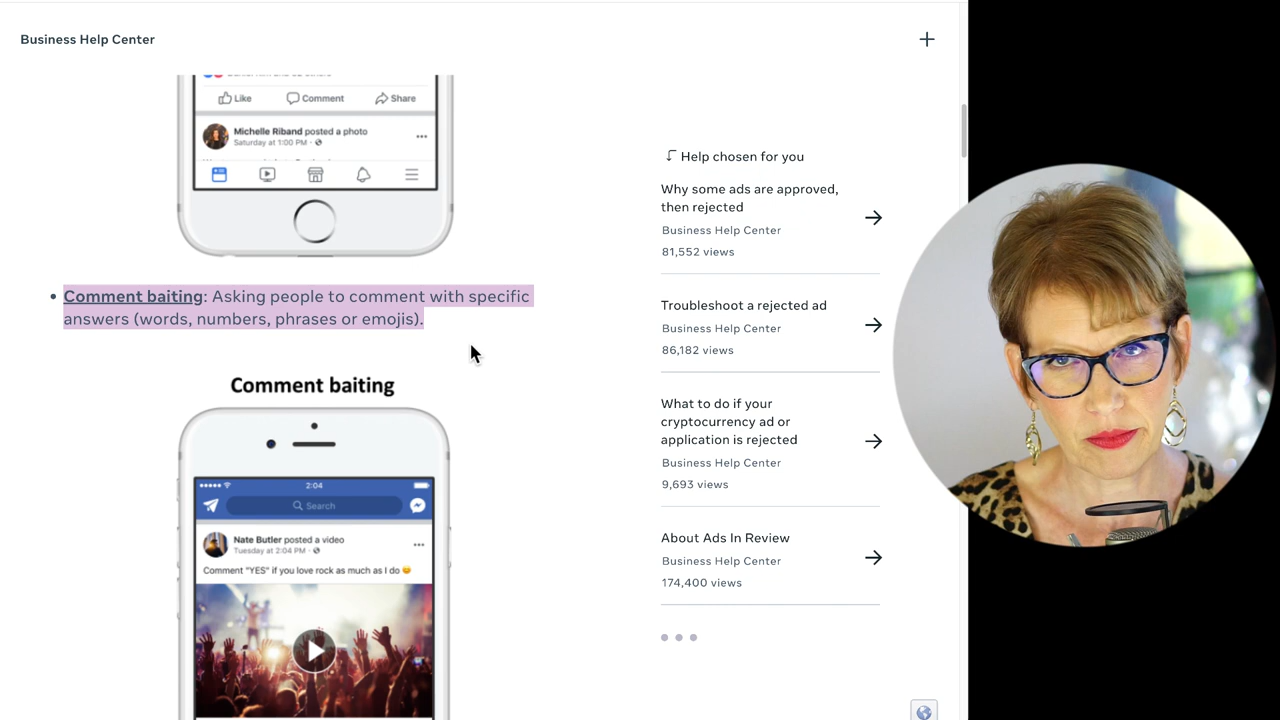 Business Help Center
Like Comment Share
Michelle Riband posted a photo
Saturday at 1:00 PM
Comment baiting: Asking people to comment with specific
answers (words, numbers, phrases or emojis).
Comment baiting
2:04
Search
Nate Butler posted a video
Tuesday at 2:04 PM
Comment "YES" if you love rock as much as I do 😊
Help chosen for you
Why some ads are approved,
then rejected
Business Help Center
81,552 views
Troubleshoot a rejected ad
Business Help Center
86,182 views
What to do if your
cryptocurrency ad or
application is rejected
Business Help Center
9,693 views
About Ads In Review
Business Help Center
174,400 views